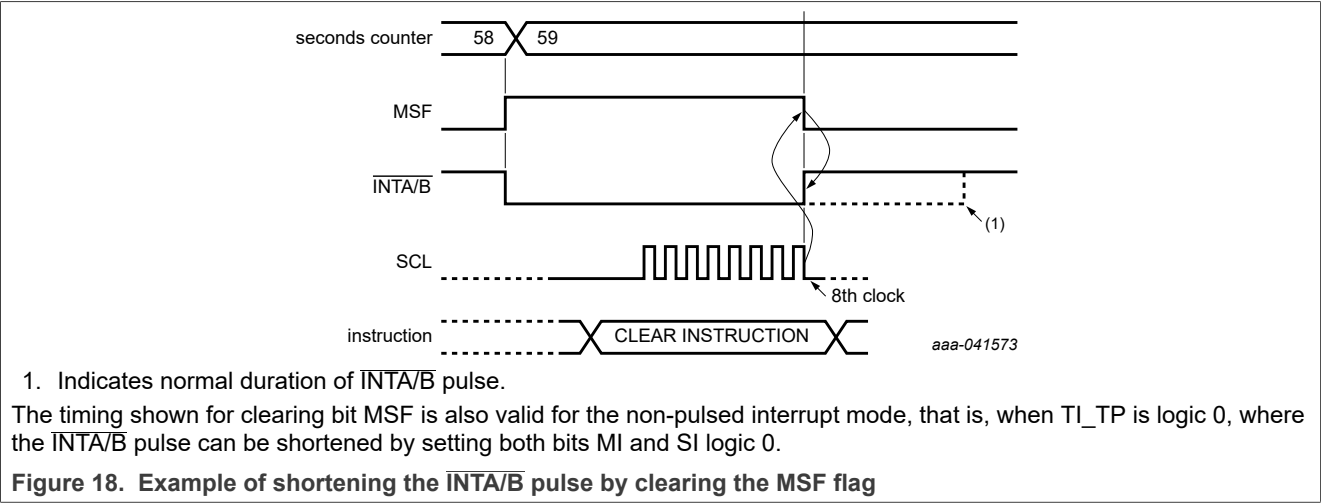 seconds counter 58 59
MSF
INTA/B
(1)
SCL
8th clock
instruction CLEAR INSTRUCTION
aaa-041573
1. Indicates normal duration of INTA/B pulse.
The timing shown for clearing bit MSF is also valid for the non-pulsed interrupt mode, that is, when TI_TP is logic 0, where
the INTA/B pulse can be shortened by setting both bits MI and SI logic 0.
Figure 18. Example of shortening the INTA/B pulse by clearing the MSF flag